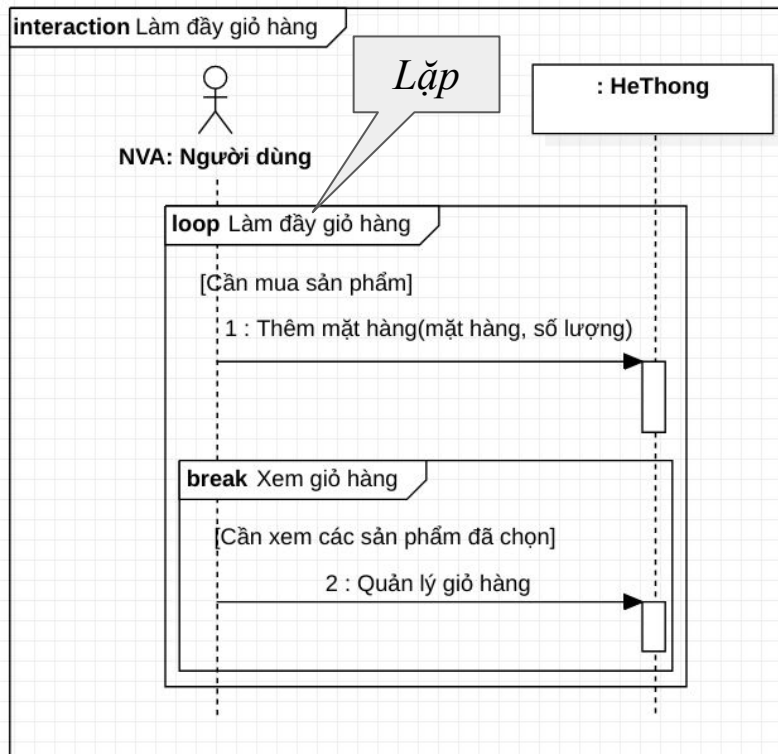 interaction Làm đầy giỏ hàng
Lặp
: HeThong
NVA: Người dùng
loop Làm đầy giỏ hàng
[Cần mua sản phẩm]
1 : Thêm mặt hàng(mặt hàng, số lượng)
break Xem giỏ hàng
[Cần xem các sản phẩm đã chọn]
2 : Quản lý giỏ hàng